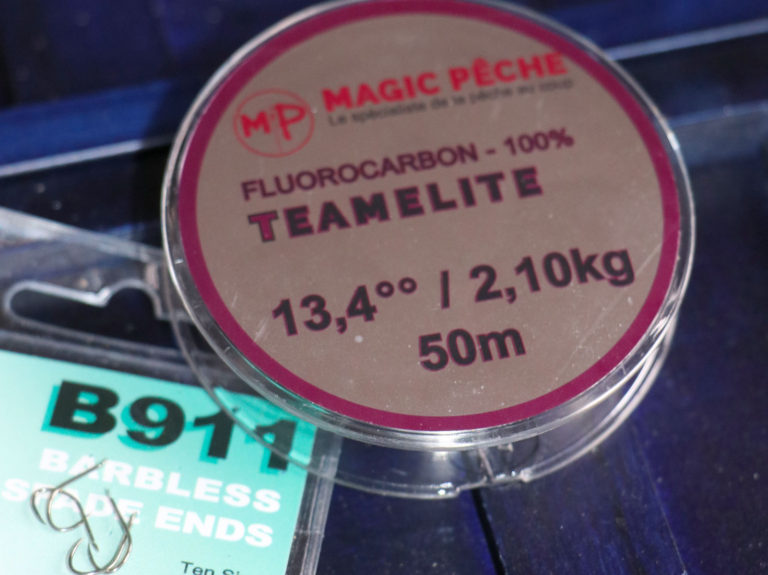 MP MAGIC PÊCHE
Le spécialiste de la pêche au coup
FLUOROCARBON - 100%
TEAMELITE
13,4°° / 2,10kg
50m
B911
BARBLESS
SPADE ENDS
Ten